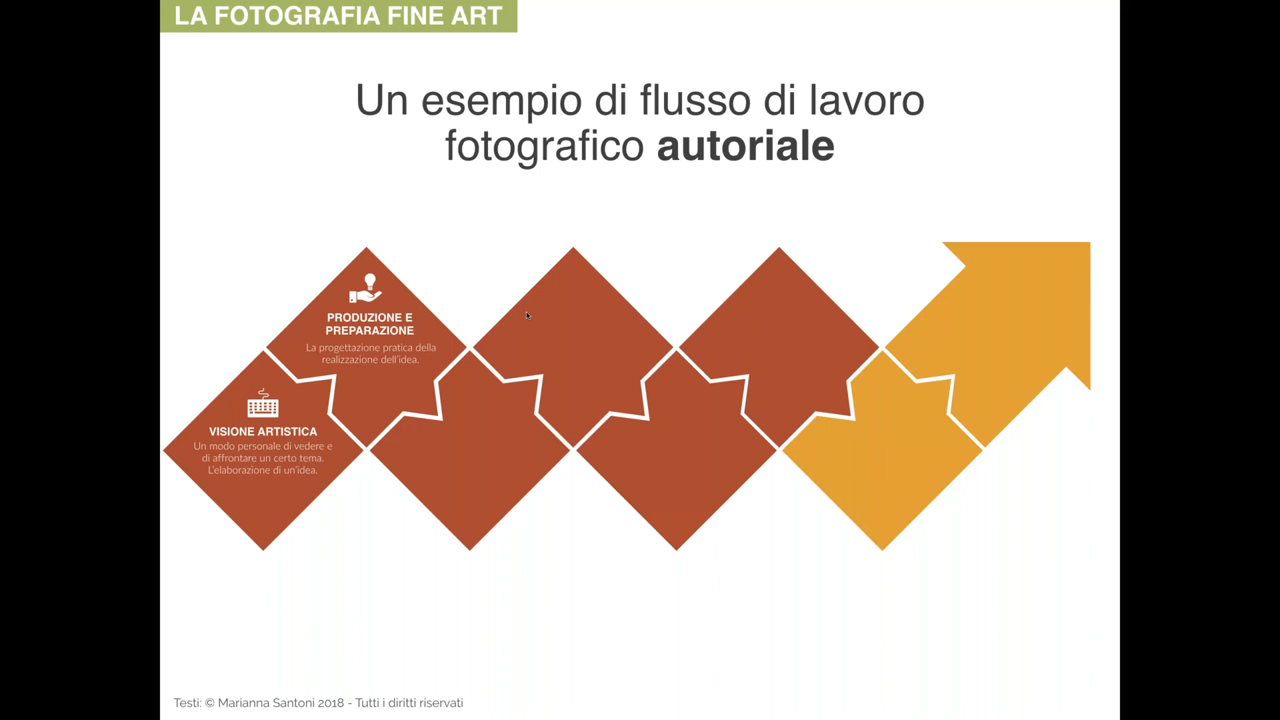 LA FOTOGRAFIA FINE ART
Un esempio di flusso di lavoro
fotografico autoriale
PRODUZIONE E
PREPARAZIONE
La progettazione pratica della
realizzazione dell'idea.
VISIONE ARTISTICA
Un modo personale di vedere e
di affrontare un certo tema.
L'elaborazione di un'idea.
Testi: © Marianna Santoni 2018 - Tutti i diritti riservati